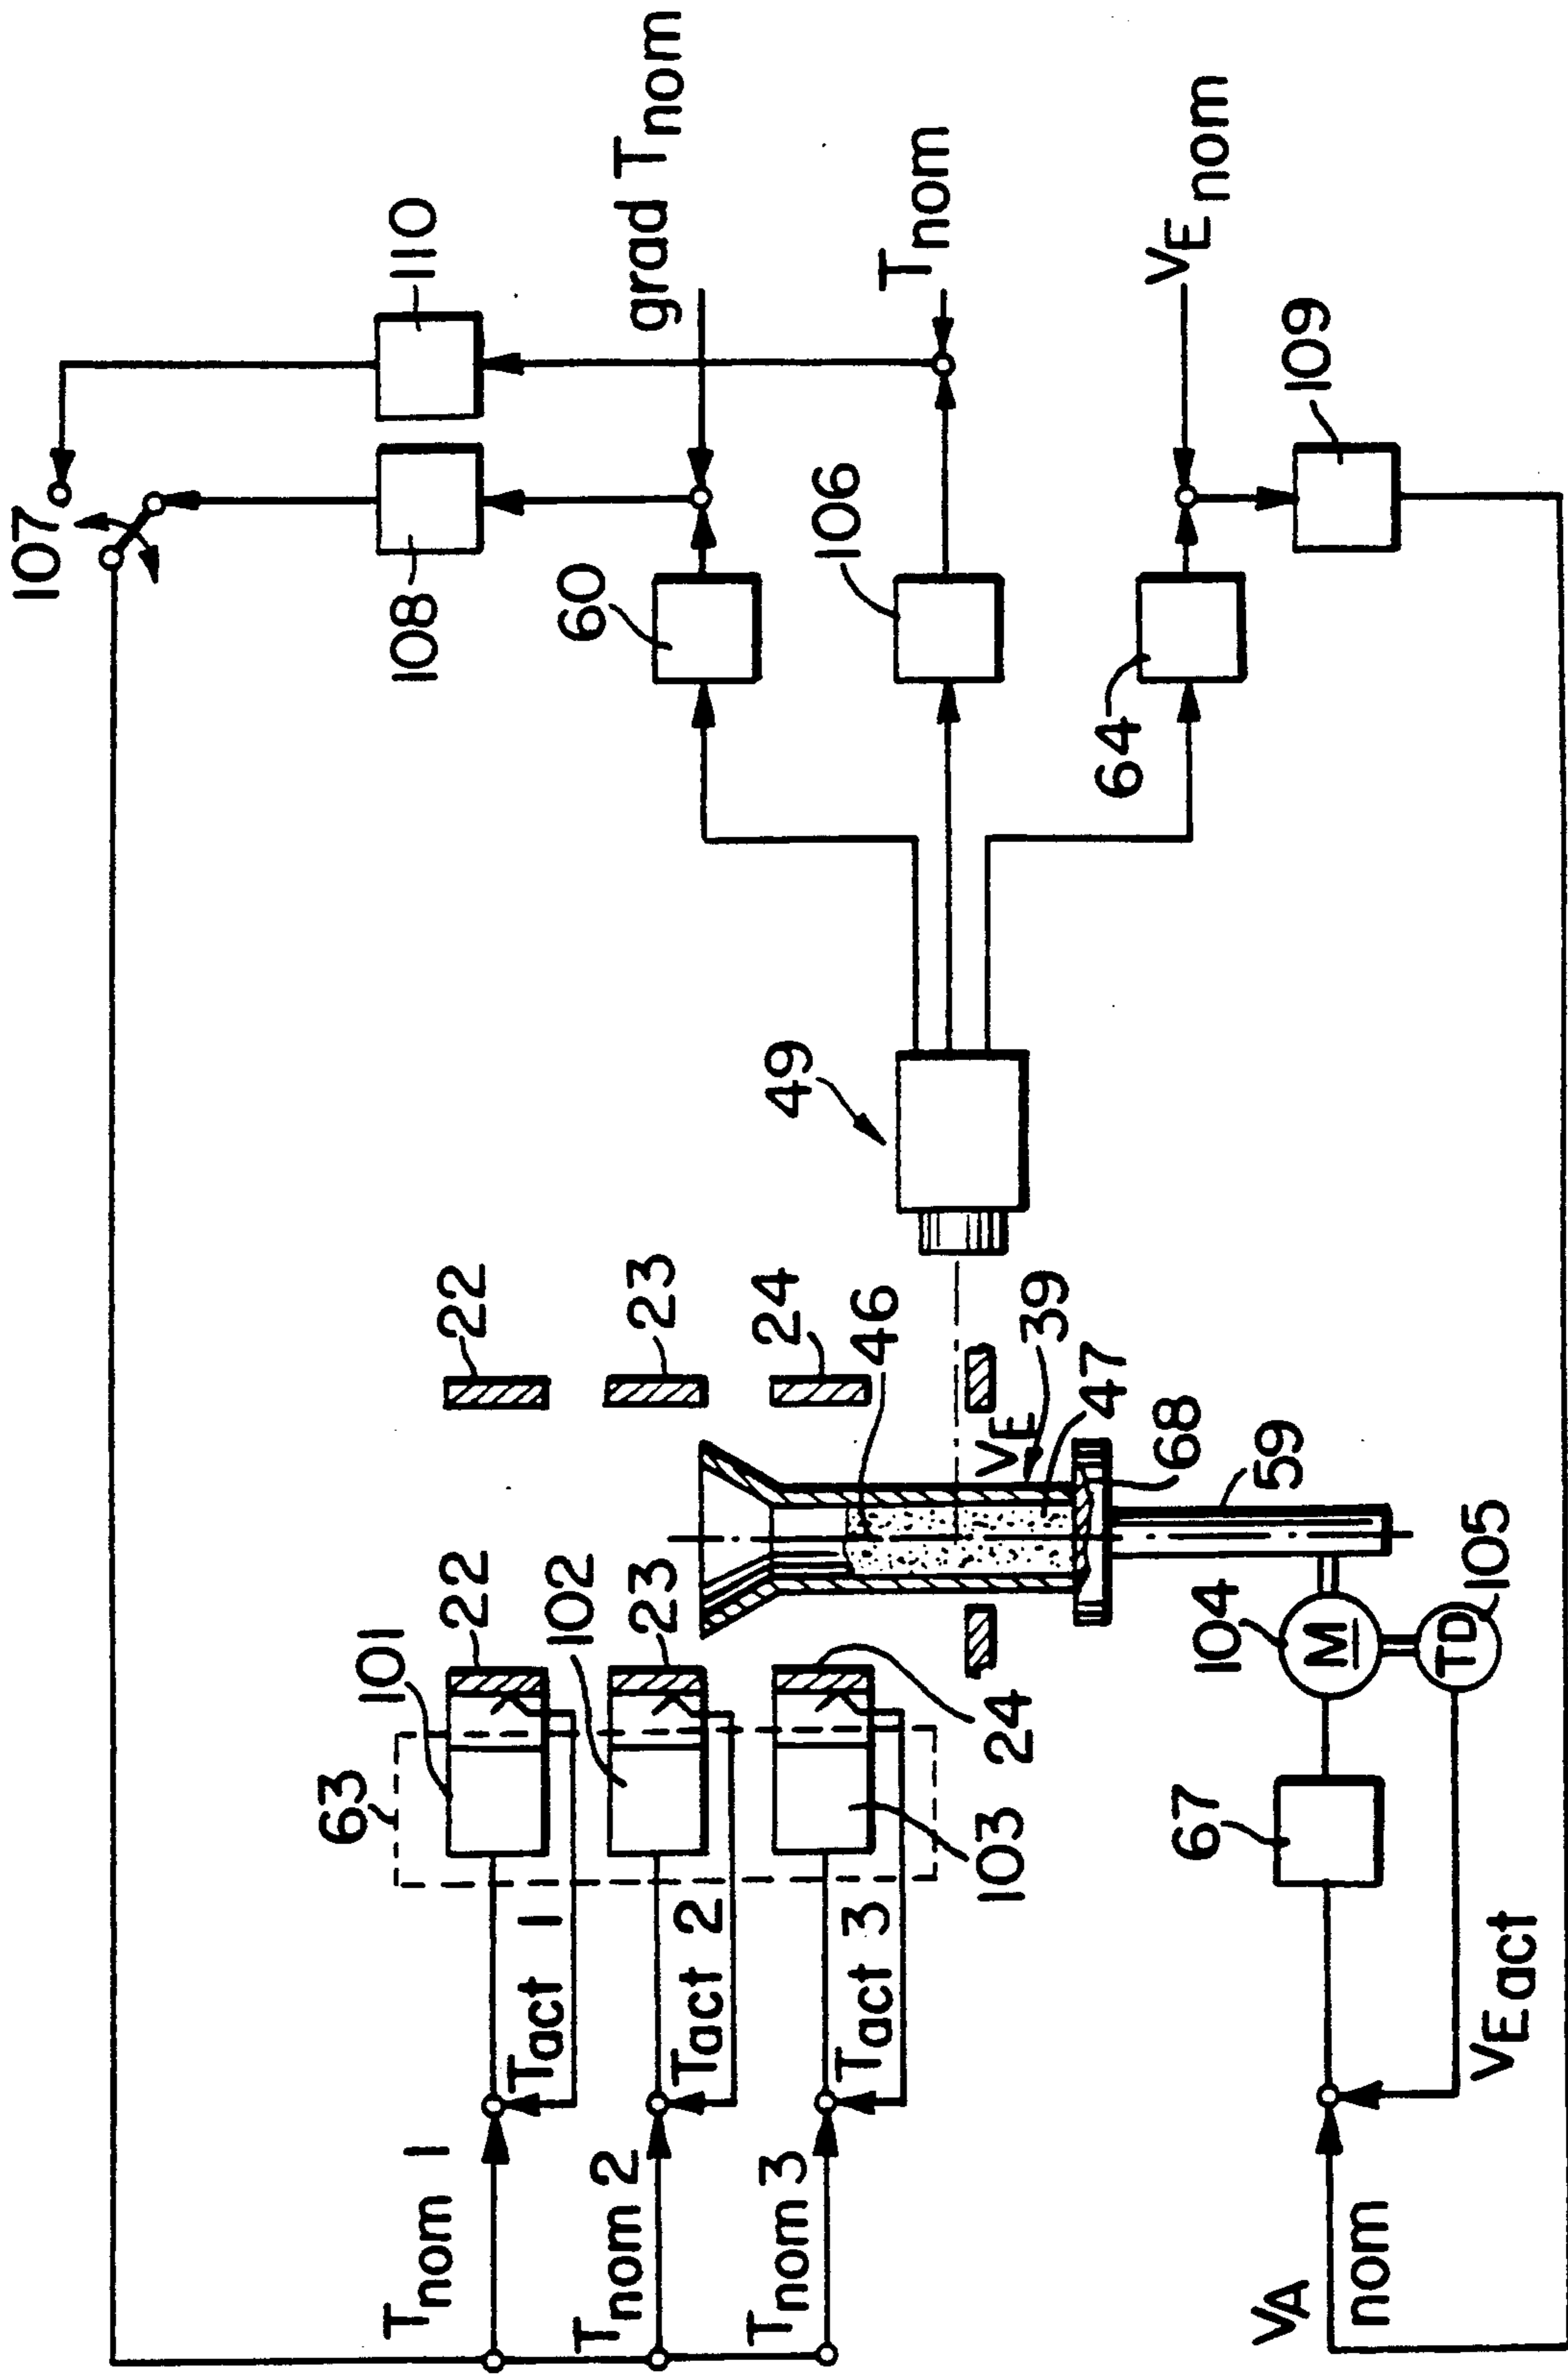 107
110
108
grad Tnom
60
106
Tnom
64
VE nom
109
49
22
23
24
46
VE
39
47
68
59
22
101
102
23
63
24
103
104
M
TD
105
67
Tact 1
Tact 2
Tact 3
VE act
Tnom 1
Tnom 2
Tnom 3
VA nom